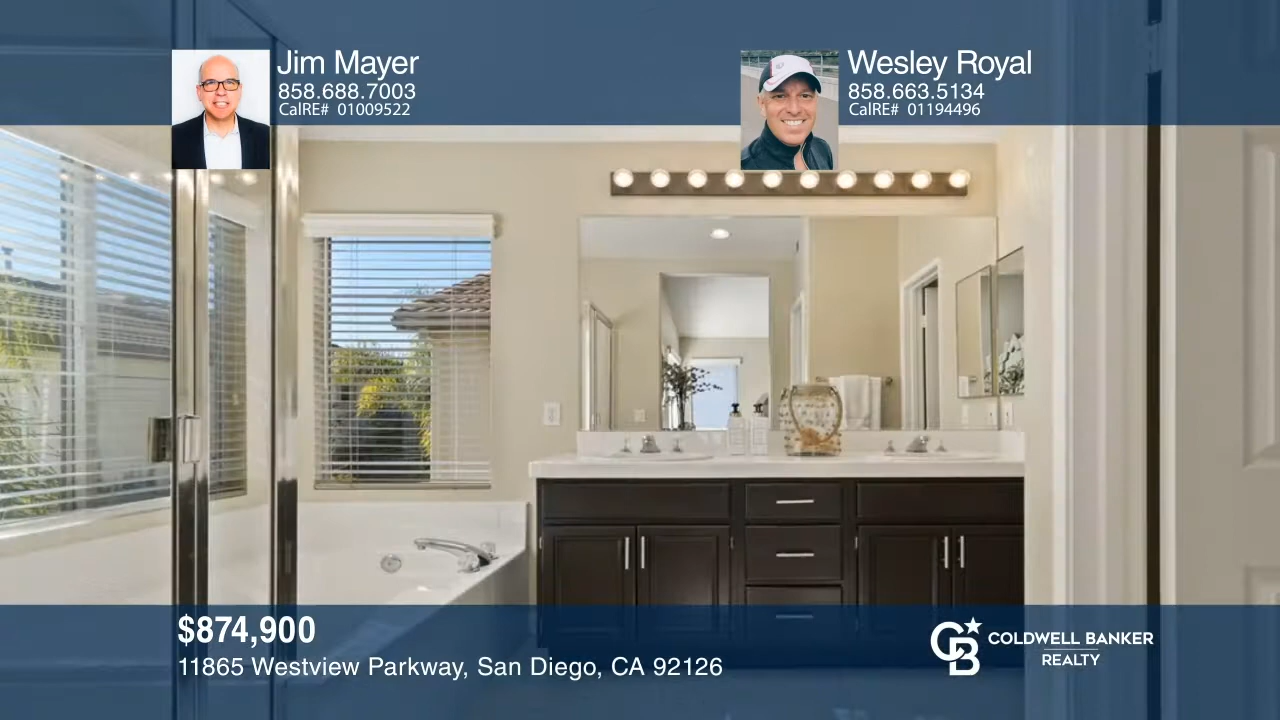 Jim Mayer
858.688.7003
CalRE# 01009522
Wesley Royal
858.663.5134
CalRE# 01194496
$874,900
11865 Westview Parkway, San Diego, CA 92126
CB
COLDWELL BANKER
REALTY